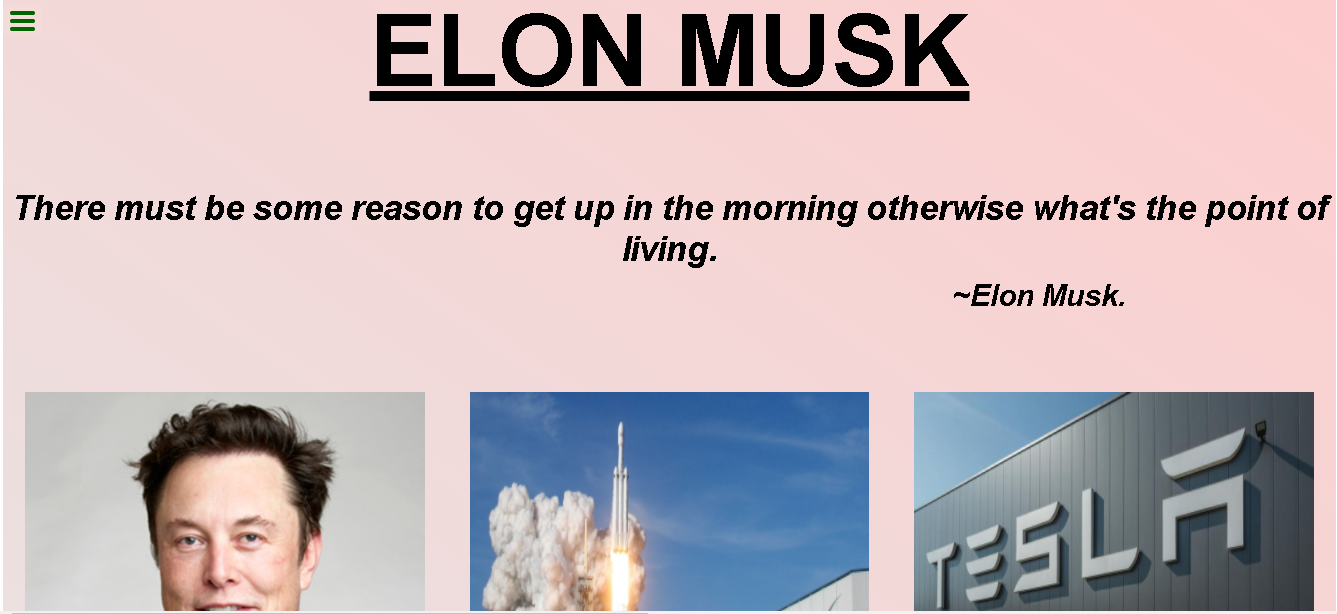 ELON MUSK
There must be some reason to get up in the morning otherwise what's the point of
living.
~Elon Musk.
TESLA